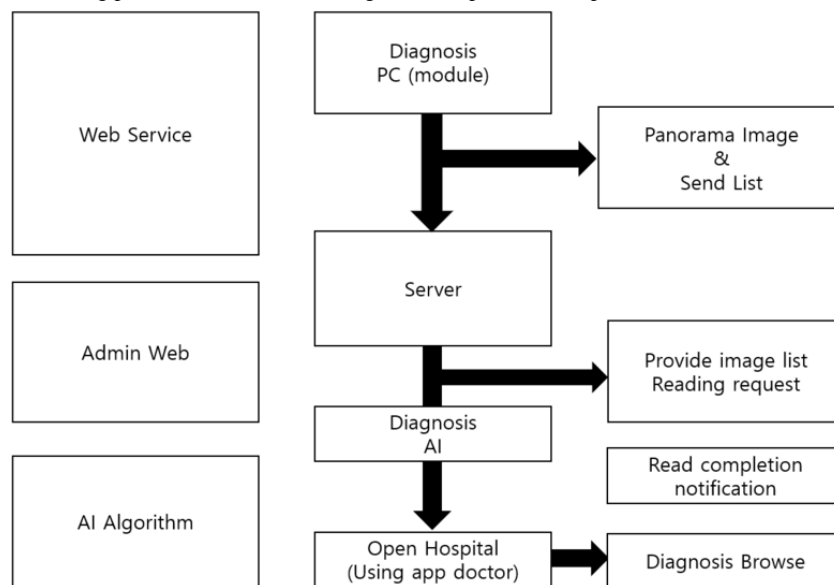 Web Service
Diagnosis
PC (module)
Panorama Image
&
Send List
Server
Admin Web
Provide image list
Reading request
Diagnosis
AI
Read completion
notification
AI Algorithm
Open Hospital
(Using app doctor)
Diagnosis Browse